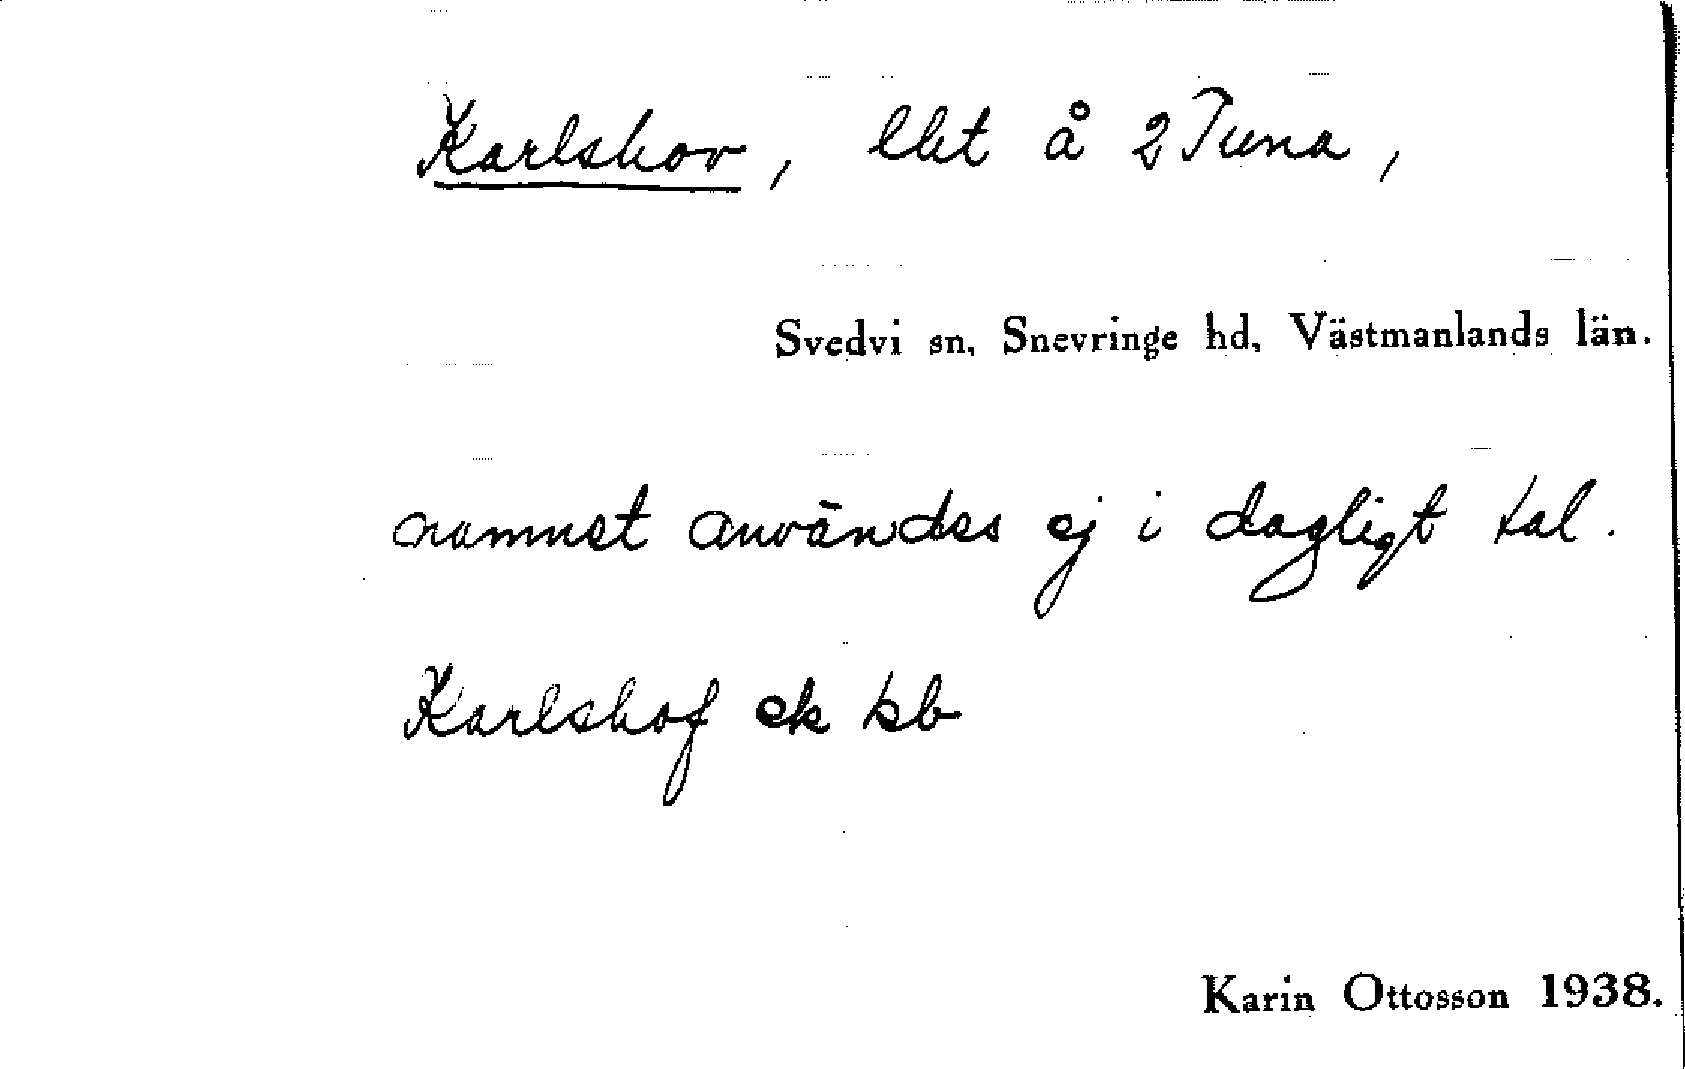 Karlshov, lht å 2 Tuna,
Svedvi sn, Snevringe hd, Västmanlands län.
namnet användes ej i dagligt tal.
Karlshof ek kb
Karin Ottosson 1938.